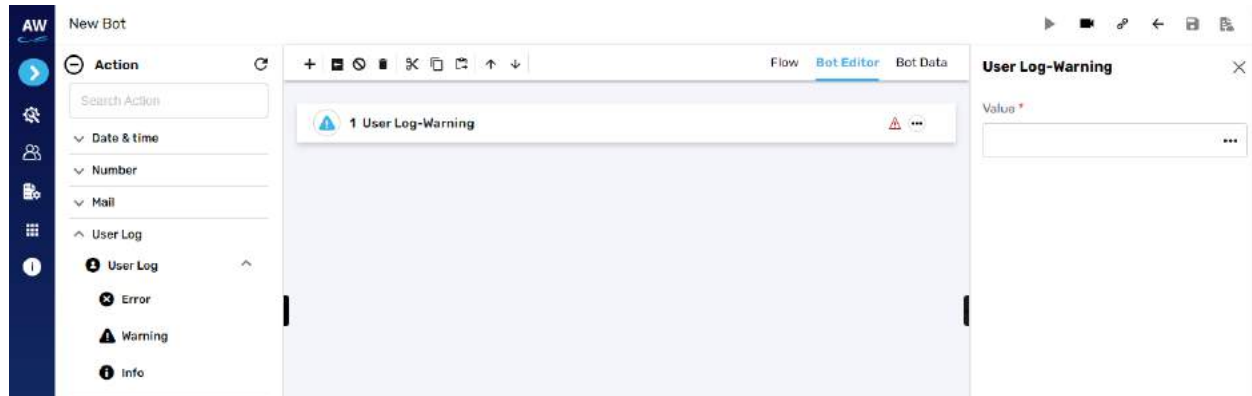 AW
New Bot
Action
Search Action
Date & time
Number
Mail
User Log
User Log
Error
Warning
Info
Flow Bot Editor Bot Data
1 User Log-Warning
User Log-Warning
Value *